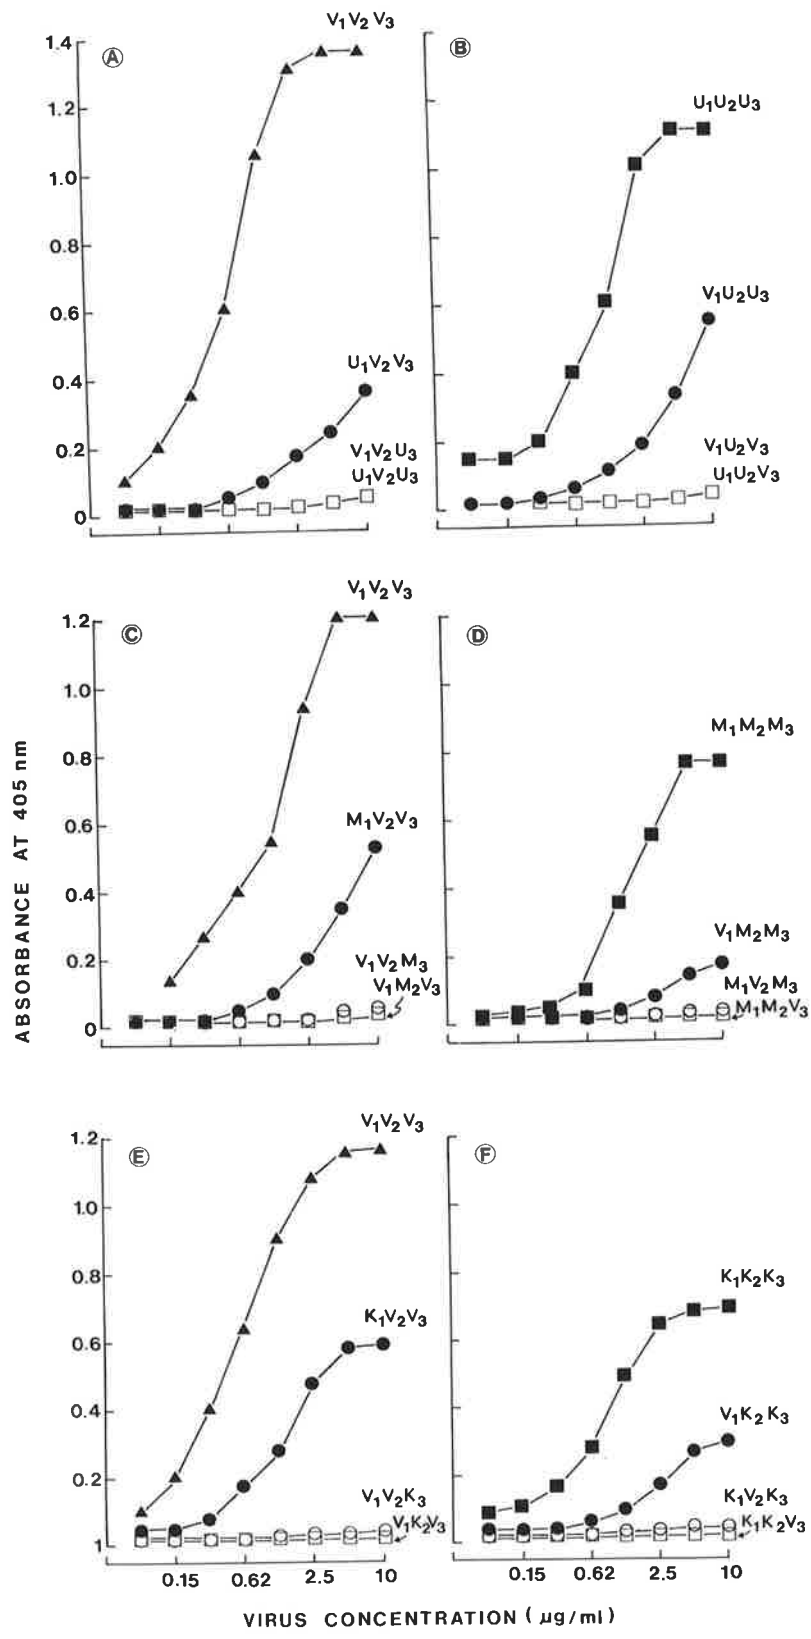 V1V2V3
A
B
1.4
1.2
1.0
0.8
0.6
0.4
0.2
0
U1V2V3
V1V2U3
U1V2U3
U1U2U3
V1U2U3
V1U2V3
U1U2V3
V1V2V3
C
D
1.2
1.0
0.8
0.6
0.4
0.2
0
M1V2V3
V1V2M3
V1M2V3
M1M2M3
V1M2M3
M1V2M3
M1M2V3
ABSORBANCE AT 405 nm
V1V2V3
E
F
1.2
1.0
0.8
0.6
0.4
0.2
1
K1V2V3
V1V2K3
V1K2V3
K1K2K3
V1K2K3
K1V2K3
K1K2V3
0.15 0.62 2.5 10
0.15 0.62 2.5 10
VIRUS CONCENTRATION (µg/ml)